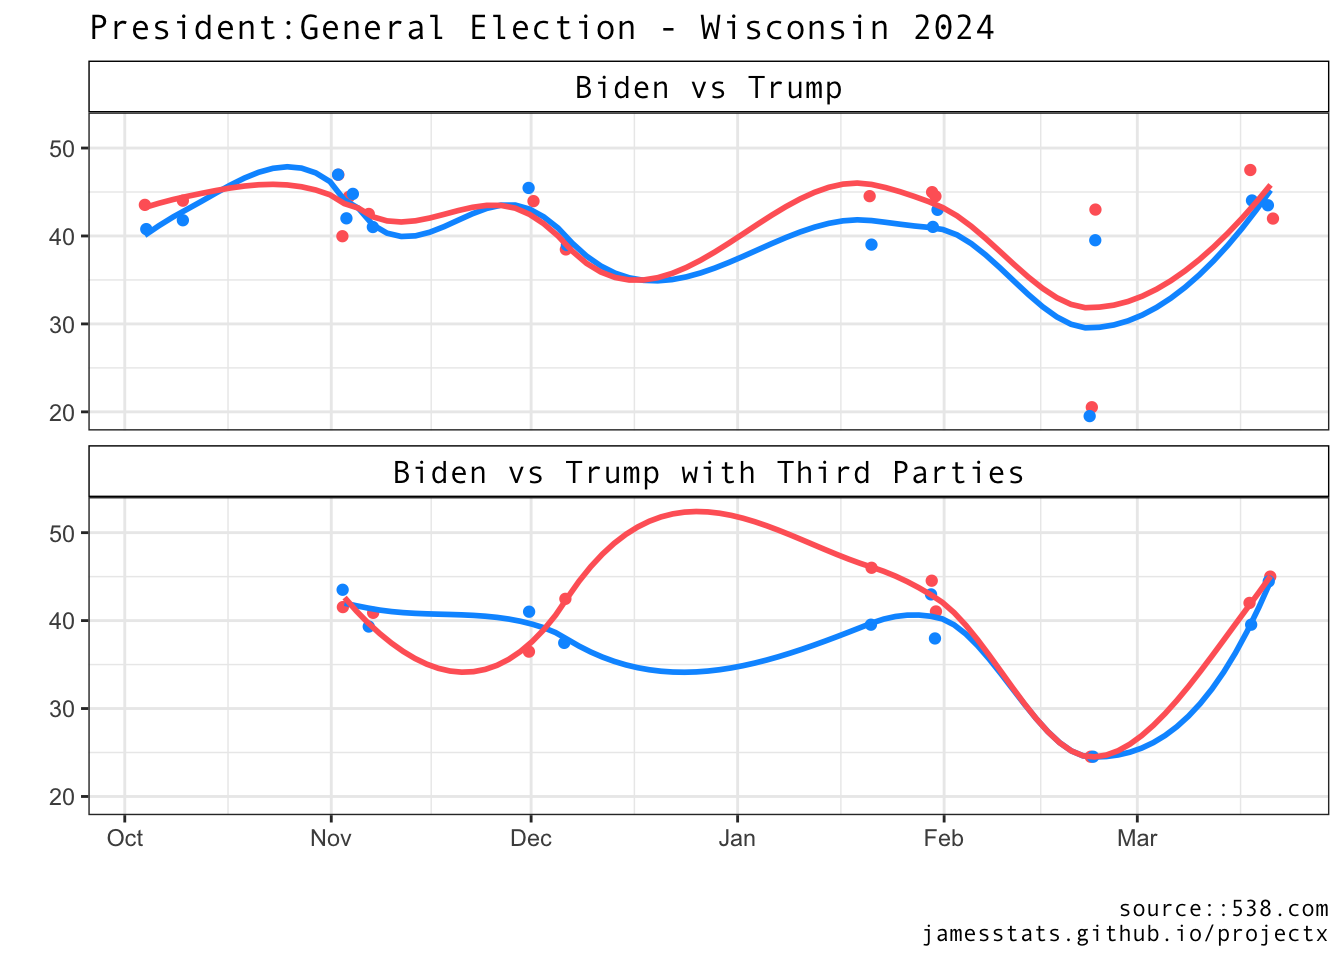 President:General Election - Wisconsin 2024
Biden vs Trump
50
40
30
20
Biden vs Trump with Third Parties
50
40
30
20
Oct Nov Dec Jan Feb Mar
source::538.com
jamesstats.github.io/projectx